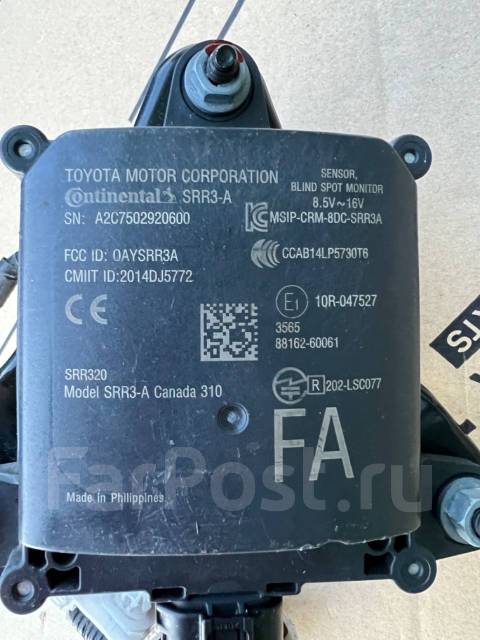 TOYOTA MOTOR CORPORATION
Continental SRR3-A
SN: A2C7502920600
SENSOR,
BLIND SPOT MONITOR
8.5V~16V
MSIP-CRM-8DC-SRR3A
FCC ID: OAYSRR3A
CMIIT ID:2014DJ5772
CCAB14LP5730T6
CE
E1 10R-047527
3565
88162-60061
SRR320
Model SRR3-A Canada 310
R 202-LSC077
FA
Made in Philippines
FarPost.ru